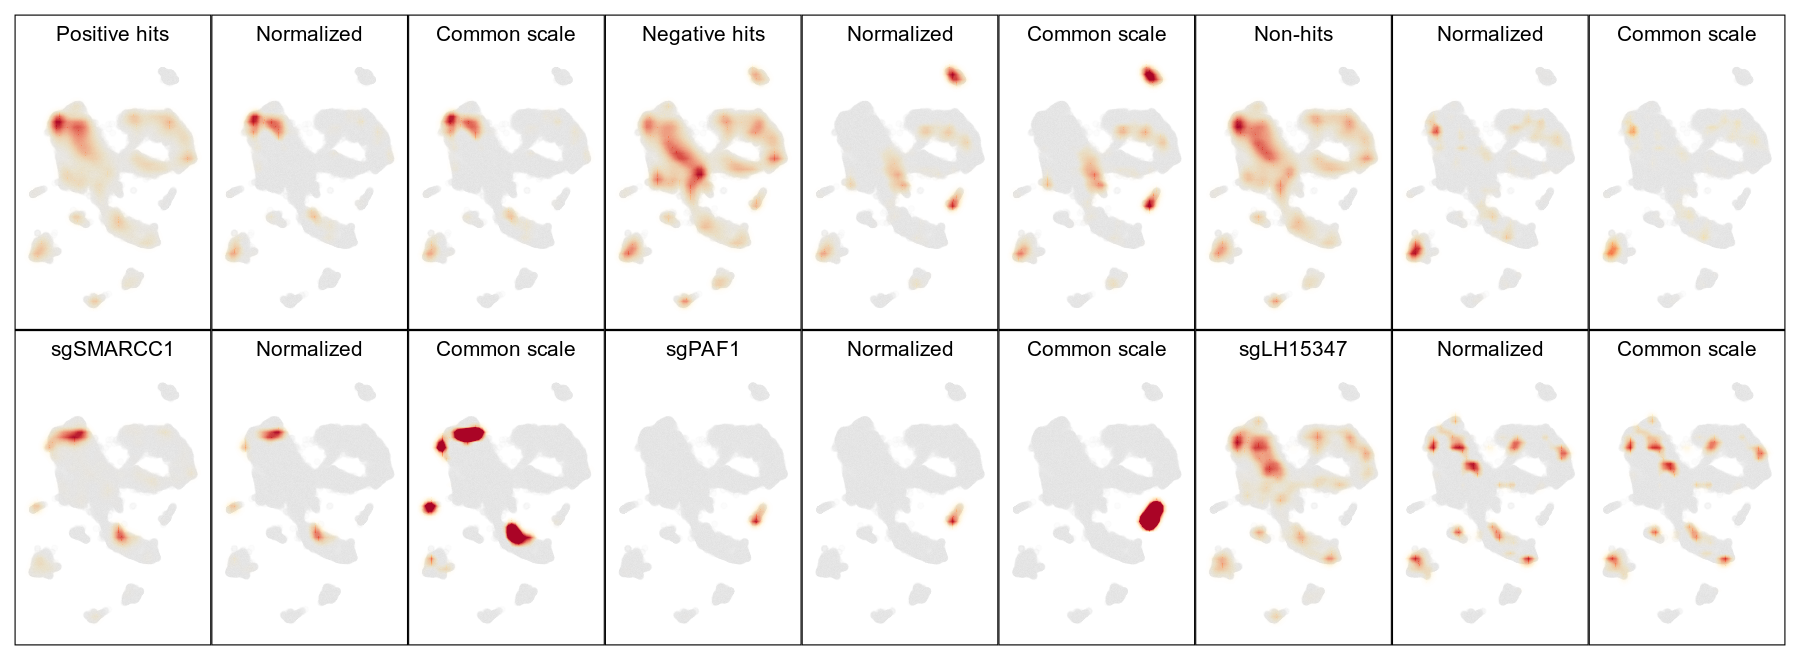 Positive hits
Normalized
Common scale
Negative hits
Normalized
Common scale
Non-hits
Normalized
Common scale
sgSMARCC1
Normalized
Common scale
sgPAF1
Normalized
Common scale
sgLH15347
Normalized
Common scale